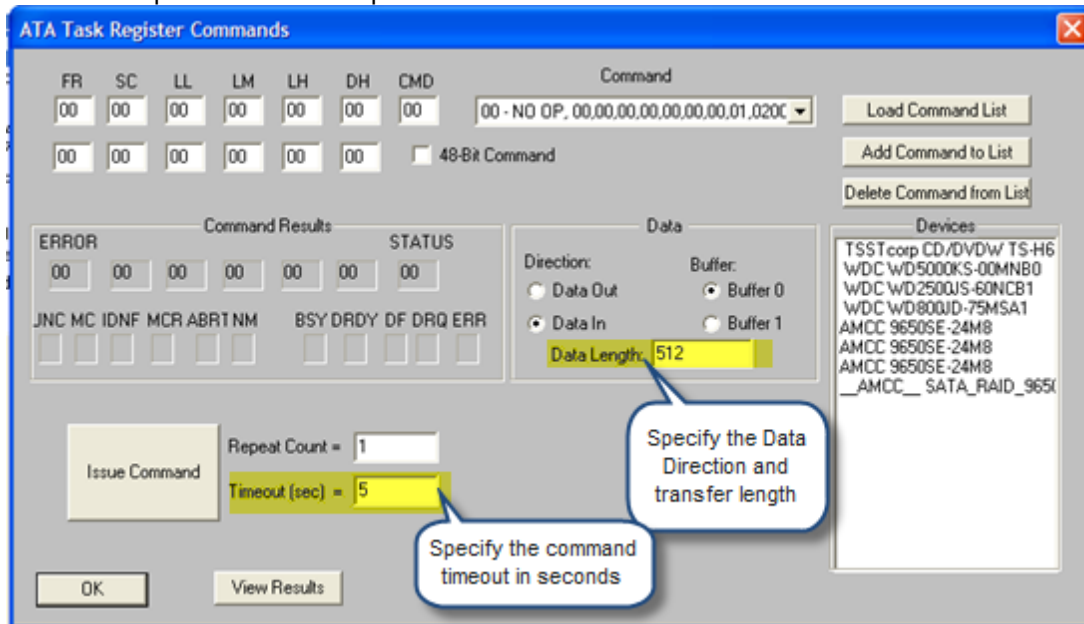 ATA Task Register Commands
FR SC LL LM LH DH CMD Command
00 00 00 00 00 00 00 00 - NO OP, 00,00,00,00,00,00,00,01,0200 Load Command List
00 00 00 00 00 00 48-Bit Command Add Command to List
Delete Command from List
Command Results Data Devices
ERROR STATUS
00 00 00 00 00 00 00
UNC MC IDNF MCR ABRT NM BSY DRDY DF DRQ ERR
Direction: Buffer:
Data Out Buffer 0
Data In Buffer 1
Data Length: 512
TSSTcorp CD/DVDW TS-H6
WDC WD5000KS-00MNB0
WDC WD2500JS-60NCB1
WDC WD800JD-75MSA1
AMCC 9650SE-24M8
AMCC 9650SE-24M8
AMCC 9650SE-24M8
__AMCC__ SATA_RAID_965(
Specify the Data
Direction and
transfer length
Issue Command
Repeat Count = 1
Timeout (sec) = 5
Specify the command
timeout in seconds
OK View Results